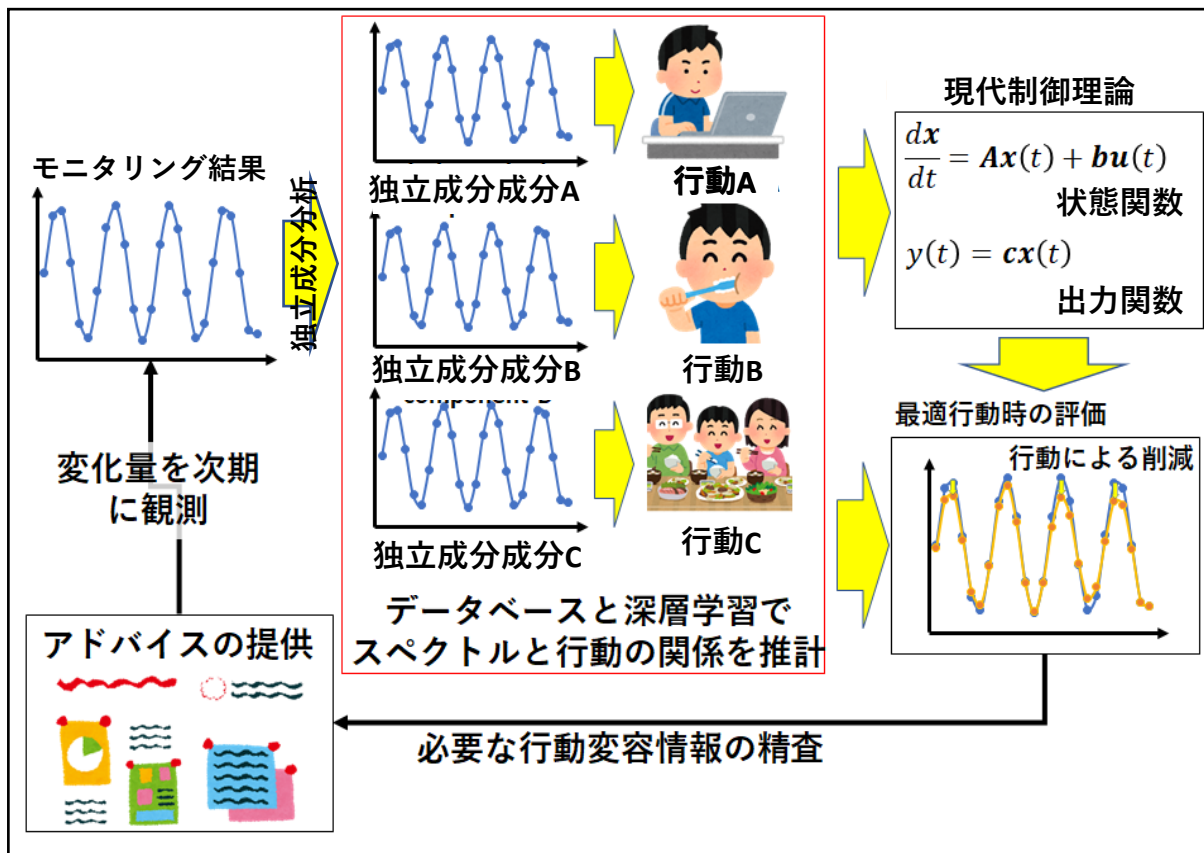 モニタリング結果
独立成分分析
独立成分成分A
行動A
独立成分成分B
行動B
独立成分成分C
行動C
データベースと深層学習で
スペクトルと行動の関係を推計
現代制御理論
dx/dt = Ax(t) + bu(t)
状態関数
y(t) = cx(t)
出力関数
最適行動時の評価
行動による削減
必要な行動変容情報の精査
アドバイスの提供
変化量を次期
に観測